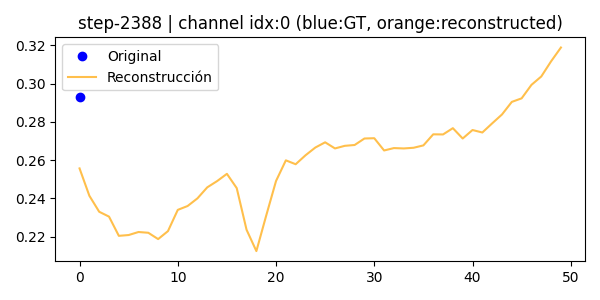 step-2388 | channel idx:0 (blue:GT, orange:reconstructed)
Original
Reconstrucción
0.32
0.30
0.28
0.26
0.24
0.22
0 10 20 30 40 50